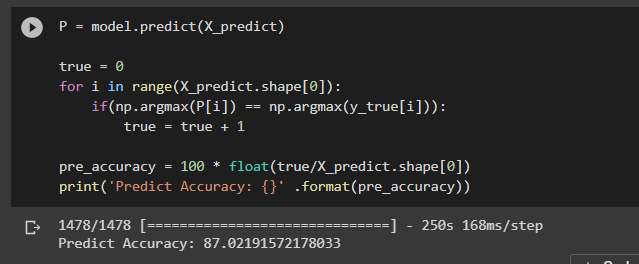 P = model.predict(X_predict)
true = 0
for i in range(X_predict.shape[0]):
    if(np.argmax(P[i]) == np.argmax(y_true[i])):
        true = true + 1
pre_accuracy = 100 * float(true/X_predict.shape[0])
print('Predict Accuracy: {}' .format(pre_accuracy))
1478/1478 [==============================] - 250s 168ms/step
Predict Accuracy: 87.02191572178033